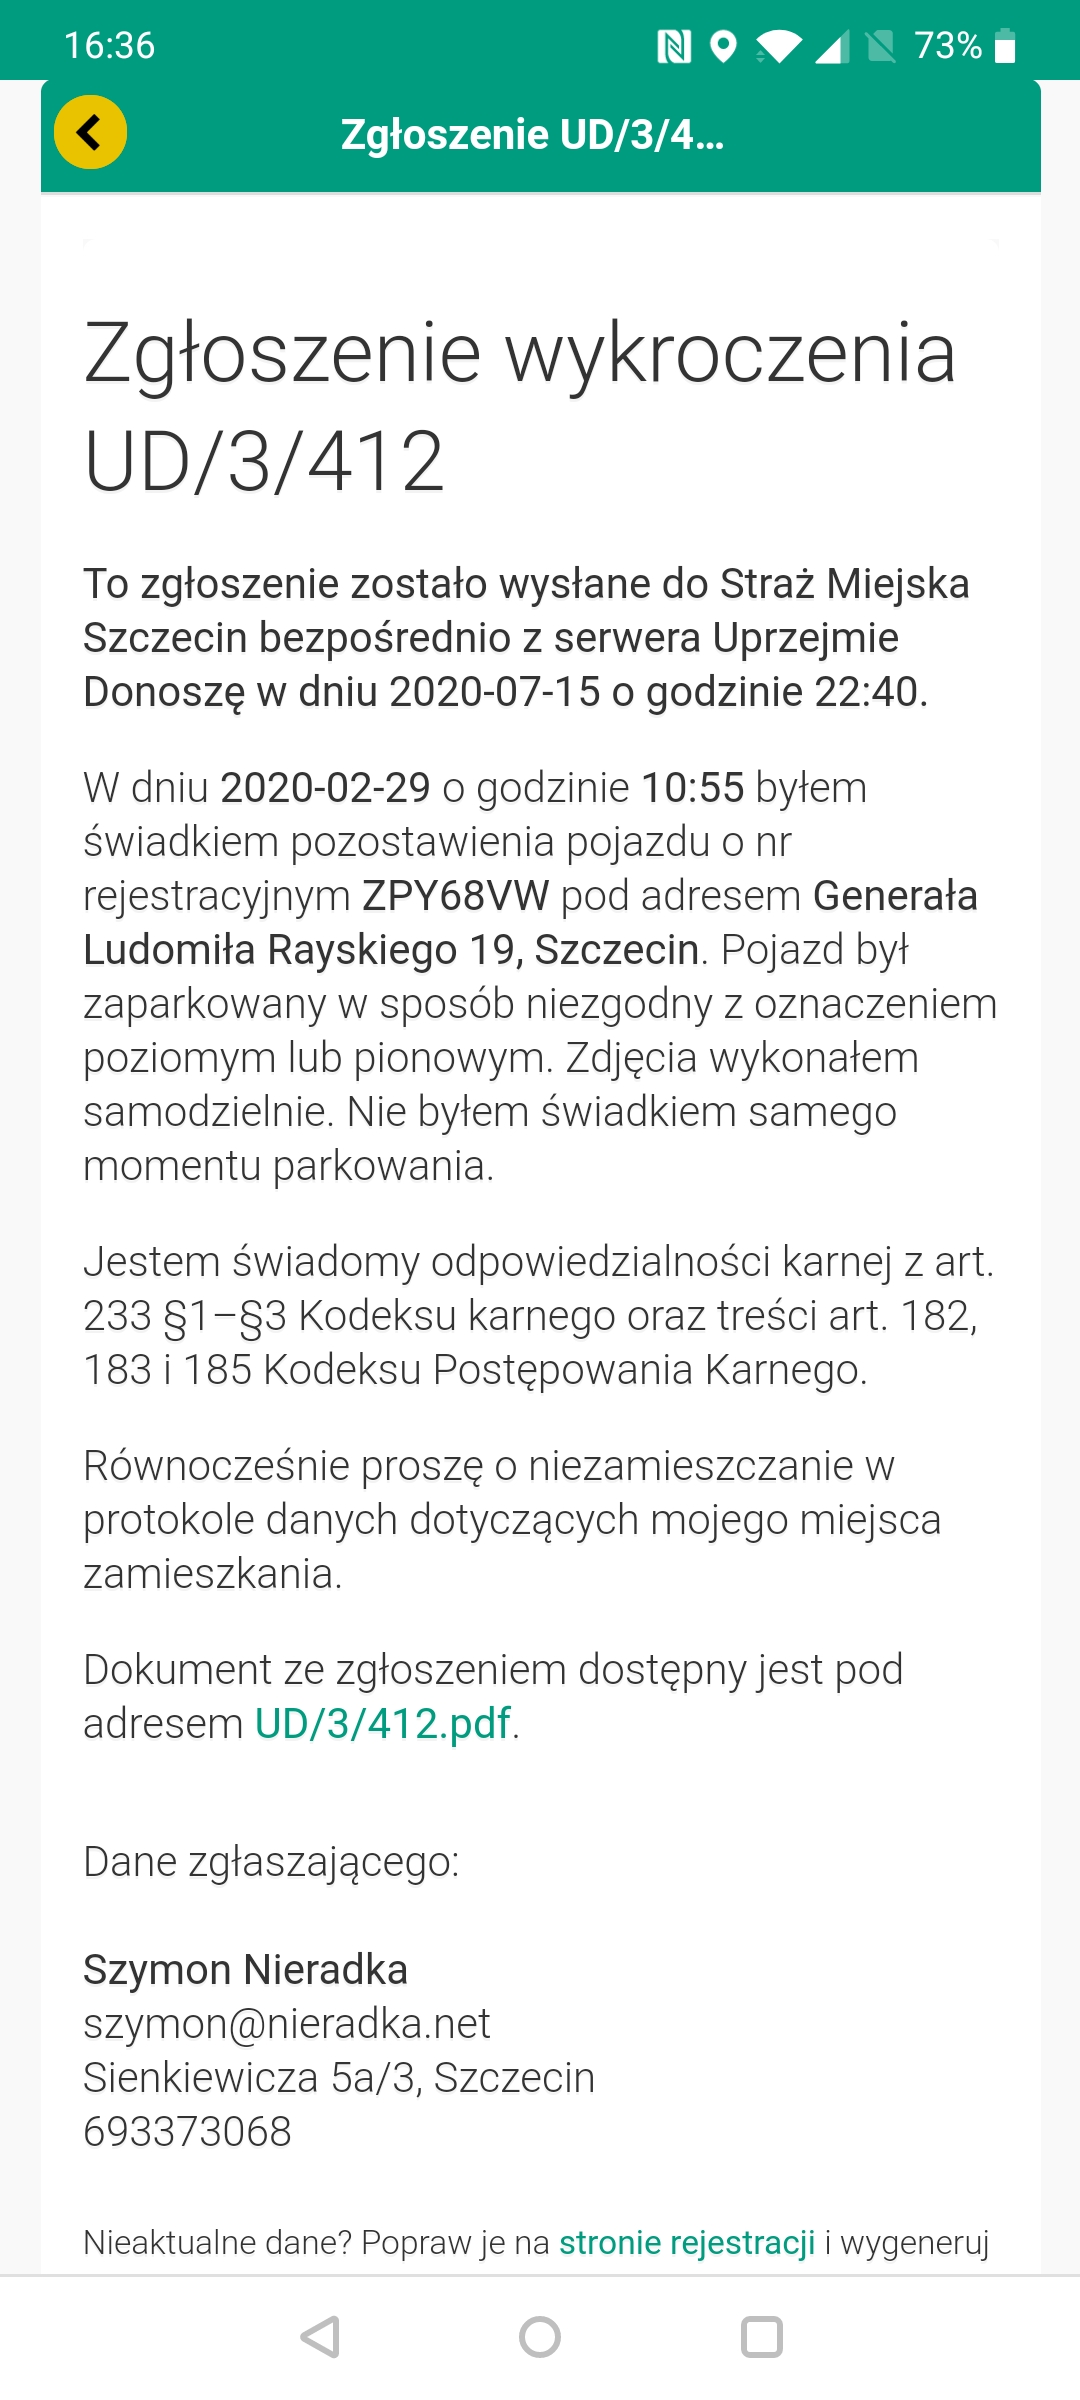 16:36
73%
Zgłoszenie UD/3/4...
Zgłoszenie wykroczenia
UD/3/412
To zgłoszenie zostało wysłane do Straż Miejska
Szczecin bezpośrednio z serwera Uprzejmie
Donoszę w dniu 2020-07-15 o godzinie 22:40.
W dniu 2020-02-29 o godzinie 10:55 byłem
świadkiem pozostawienia pojazdu o nr
rejestracyjnym ZPY68VW pod adresem Generała
Ludomiła Rayskiego 19, Szczecin. Pojazd był
zaparkowany w sposób niezgodny z oznaczeniem
poziomym lub pionowym. Zdjęcia wykonałem
samodzielnie. Nie byłem świadkiem samego
momentu parkowania.
Jestem świadomy odpowiedzialności karnej z art.
233 §1–§3 Kodeksu karnego oraz treści art. 182,
183 i 185 Kodeksu Postępowania Karnego.
Równocześnie proszę o niezamieszczanie w
protokole danych dotyczących mojego miejsca
zamieszkania.
Dokument ze zgłoszeniem dostępny jest pod
adresem UD/3/412.pdf.
Dane zgłaszającego:
Szymon Nieradka
szymon@nieradka.net
Sienkiewicza 5a/3, Szczecin
693373068
Nieaktualne dane? Popraw je na stronie rejestracji i wygeneruj